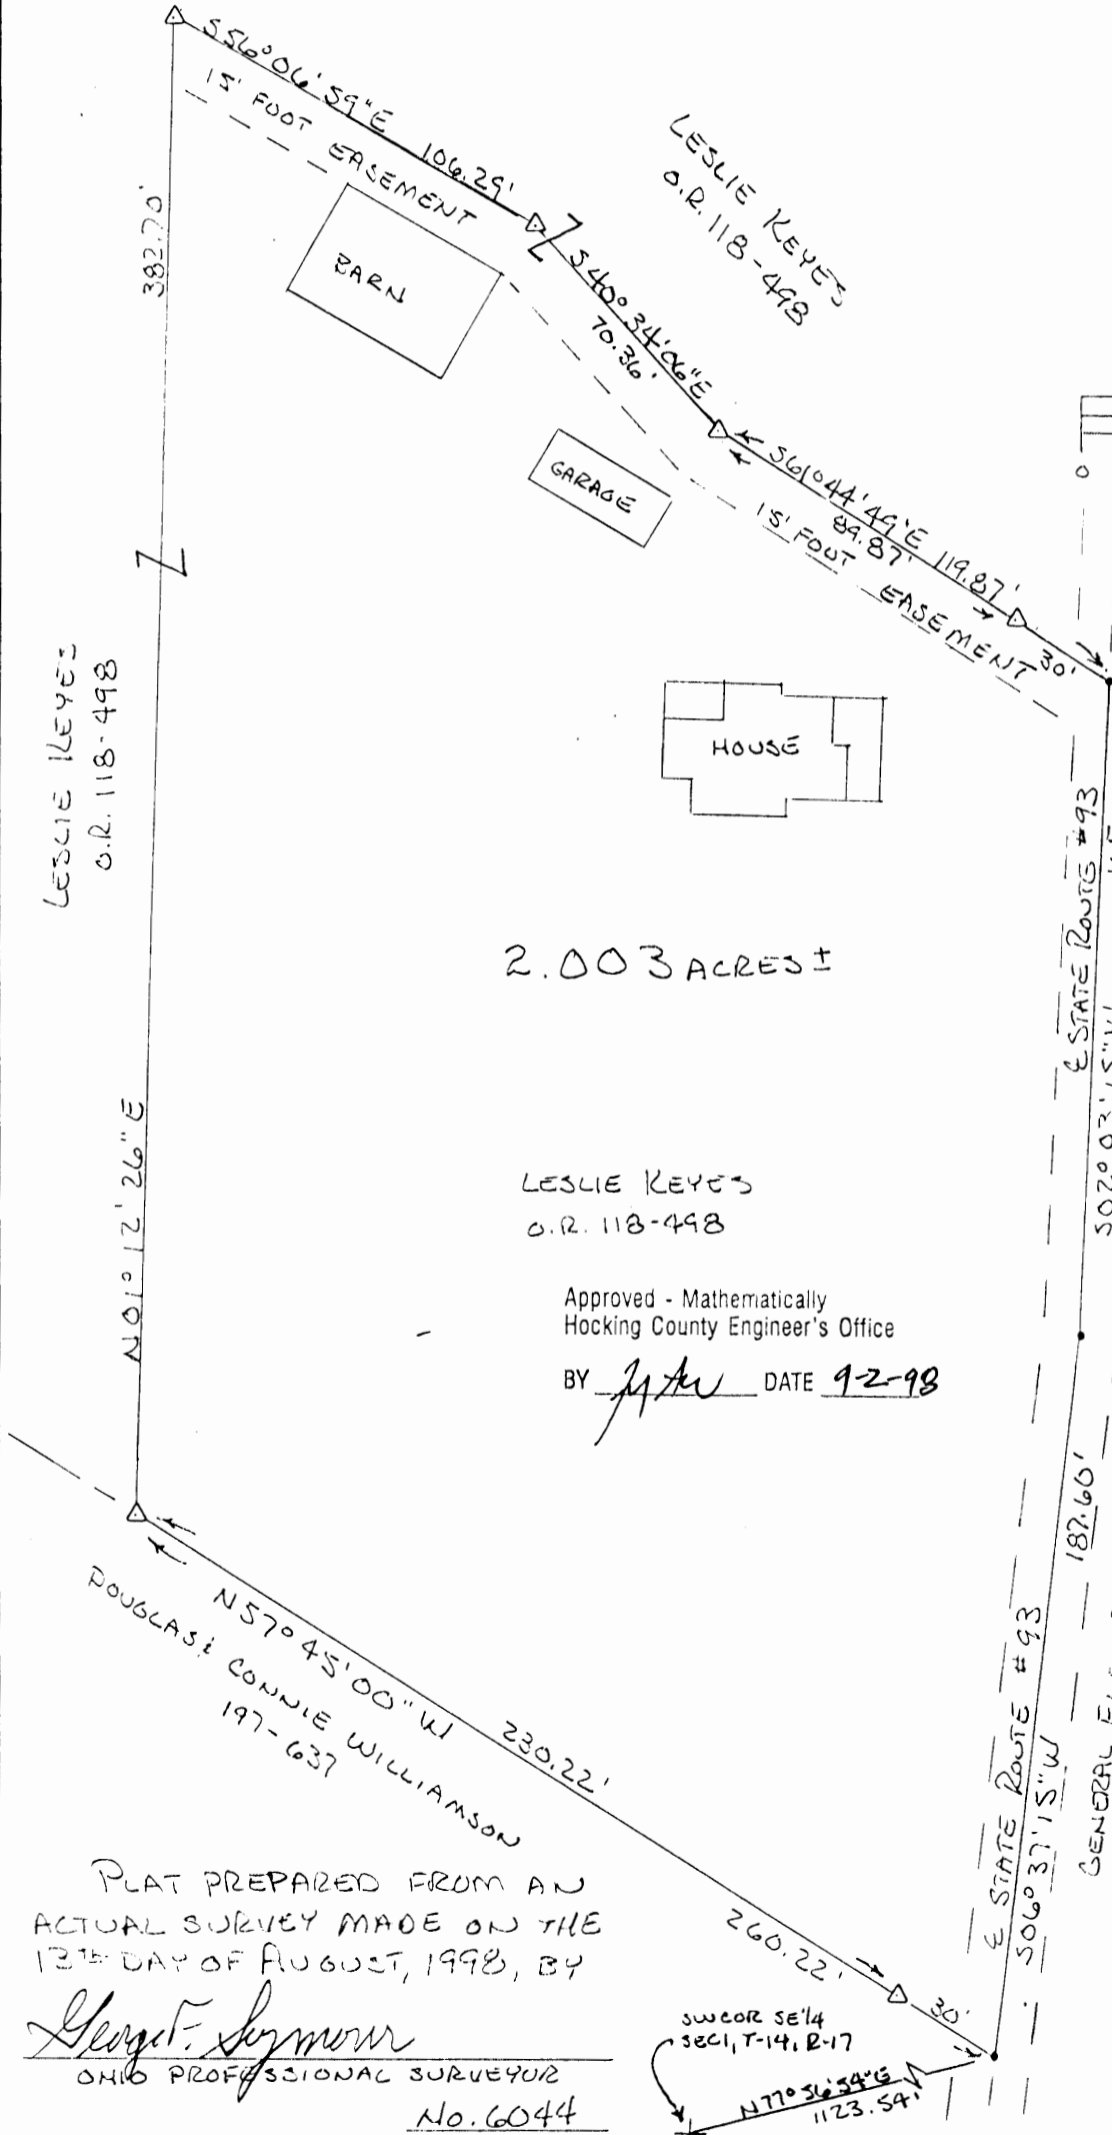 S56°06'59"E 106.29'
15' FOOT EASEMENT
LESLIE KEYES
O.R. 118-498
382.70'
BARN
S40°34'06"E
70.36'
GARAGE
S61°44'49"E 119.87'
89.87'
15' FOOT EASEMENT
30'
LESLIE KEYES
O.R. 118-498
HOUSE
℄ STATE ROUTE #93
S02°03'15"W
2.003 ACRES±
N01°12'26"E
LESLIE KEYES
O.R. 118-498
Approved - Mathematically
Hocking County Engineer's Office
BY DATE 9-2-98
187.60'
℄ STATE ROUTE #93
S06°37'15"W
GENERAL
N57°45'00"W 230.22'
DOUGLAS & CONNIE WILLIAMSON
197-637
260.22'
30'
PLAT PREPARED FROM AN
ACTUAL SURVEY MADE ON THE
13TH DAY OF AUGUST, 1998, BY
George F. Seymour
OHIO PROFESSIONAL SURVEYOR
No. 6044
SW COR SE1/4
SEC 1, T-14, R-17
N77°56'54"E
1123.54'